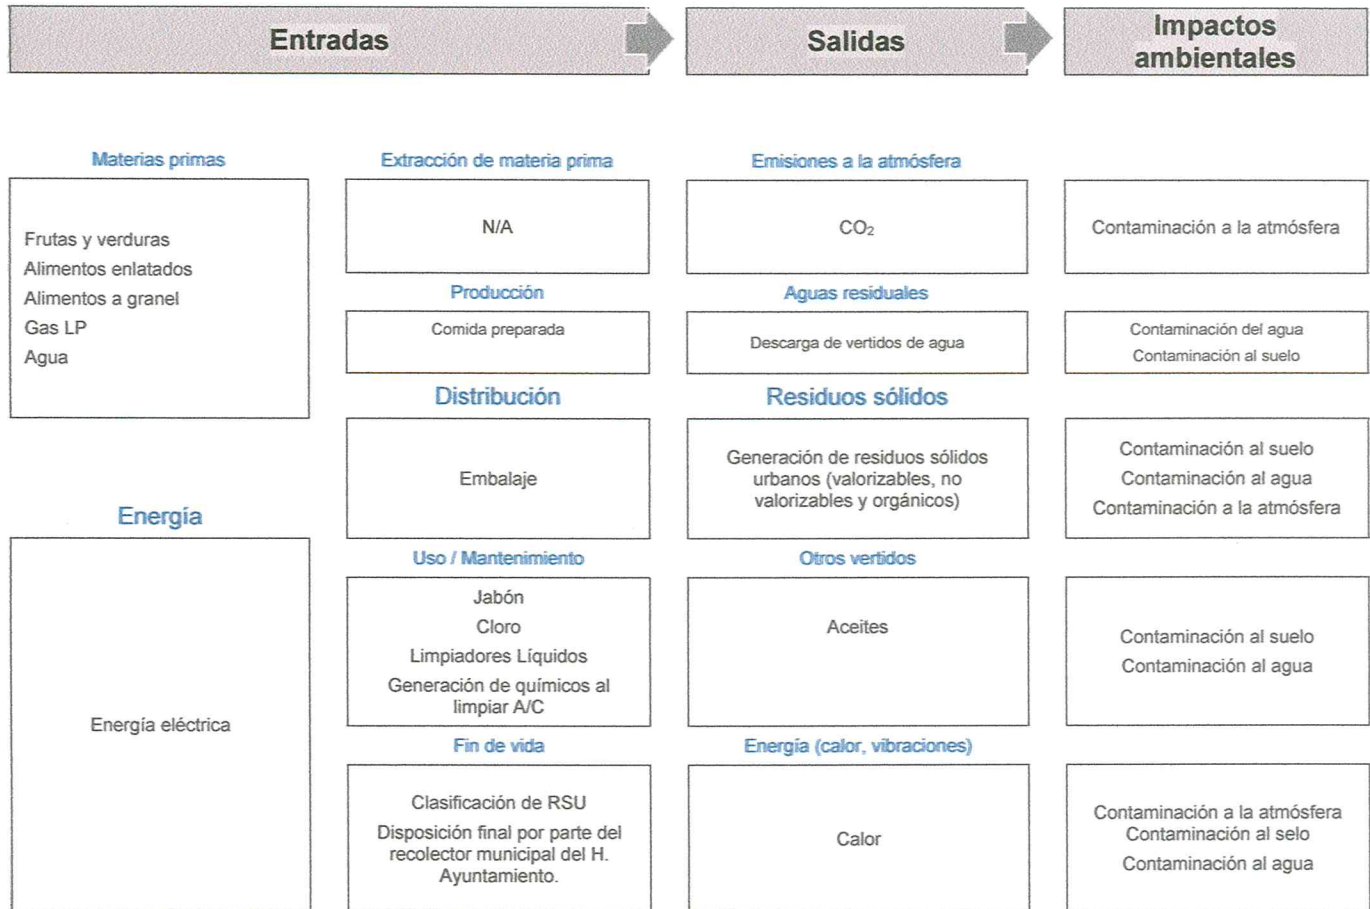 Entradas
Salidas
Impactos
ambientales
Materias primas
Frutas y verduras
Alimentos enlatados
Alimentos a granel
Gas LP
Agua
Energía
Energía eléctrica
Extracción de materia prima
N/A
Producción
Comida preparada
Distribución
Embalaje
Uso / Mantenimiento
Jabón
Cloro
Limpiadores Líquidos
Generación de químicos al
limpiar A/C
Fin de vida
Clasificación de RSU
Disposición final por parte del
recolector municipal del H.
Ayuntamiento.
Emisiones a la atmósfera
CO₂
Aguas residuales
Descarga de vertidos de agua
Residuos sólidos
Generación de residuos sólidos
urbanos (valorizables, no
valorizables y orgánicos)
Otros vertidos
Aceites
Energía (calor, vibraciones)
Calor
Contaminación a la atmósfera
Contaminación del agua
Contaminación al suelo
Contaminación al suelo
Contaminación al agua
Contaminación a la atmósfera
Contaminación al suelo
Contaminación al agua
Contaminación a la atmósfera
Contaminación al selo
Contaminación al agua